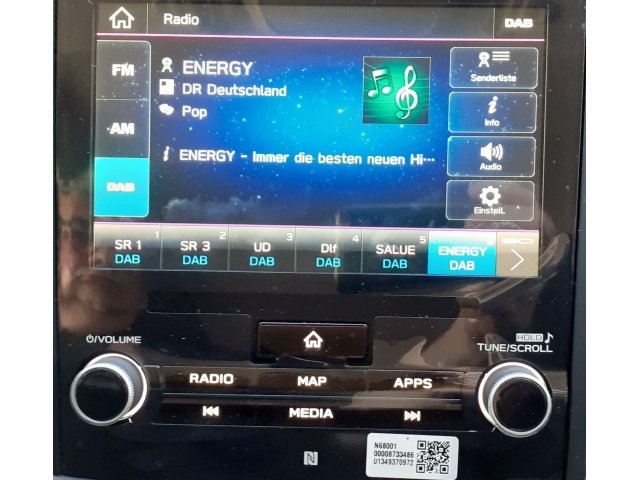 Radio
DAB
FM
AM
DAB
ENERGY
DR Deutschland
Pop
i ENERGY - Immer die besten neuen Hi···
Senderliste
i
Info
Audio
Einstell.
1 2 3 4 5
SR 1 SR 3 UD Dlf SALUE ENERGY
DAB DAB DAB DAB DAB DAB
⏻/VOLUME
HOLD ♪
TUNE/SCROLL
RADIO MAP APPS
MEDIA
N
N68001
00008733486
U1349370972